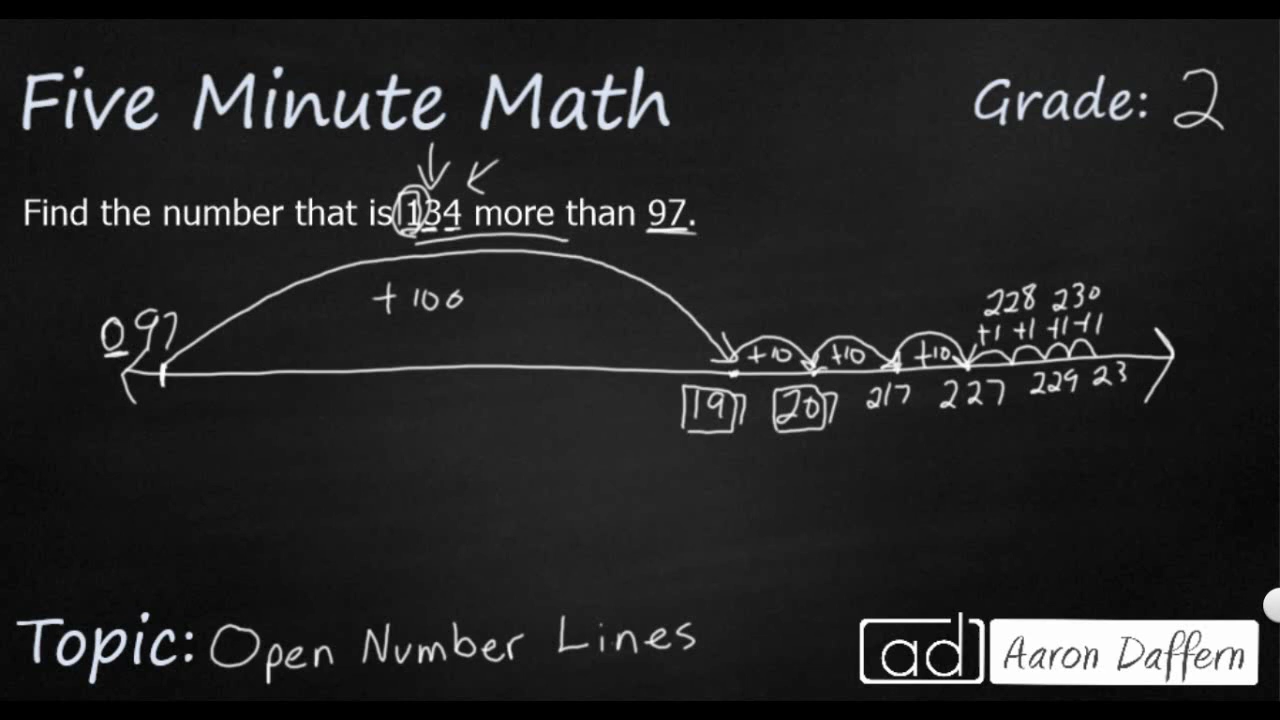 Five Minute Math
Grade: 2
Find the number that is 134 more than 97.
+ 100
228 230
+1 +1 +1 +1
097
+10 +10 +10
197 207 217 227 229 23
Topic: Open Number Lines
ad Aaron Daffern